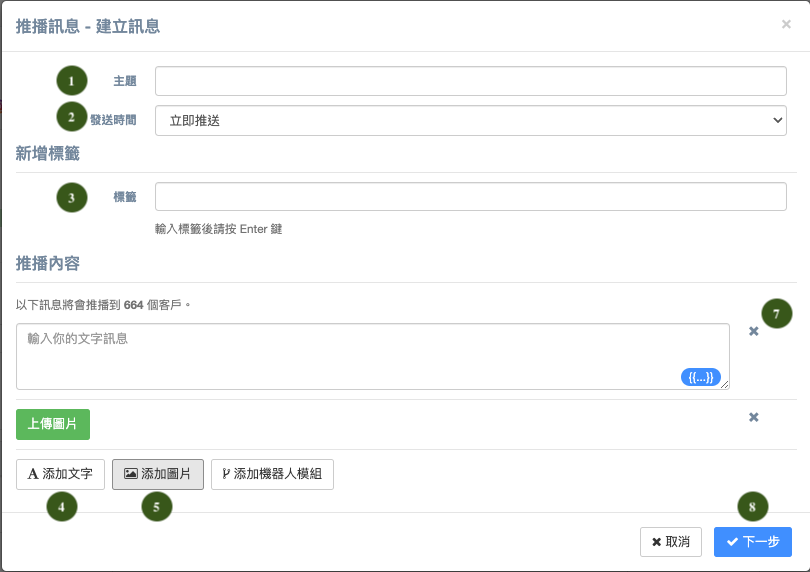 推播訊息 - 建立訊息
×
1 主題
2 發送時間 立即推送
新增標籤
3 標籤
輸入標籤後請按 Enter 鍵
推播內容
以下訊息將會推播到 664 個客戶。
7
輸入你的文字訊息
{{...}}
上傳圖片
A 添加文字 添加圖片 添加機器人模組
4 5 8
取消 下一步